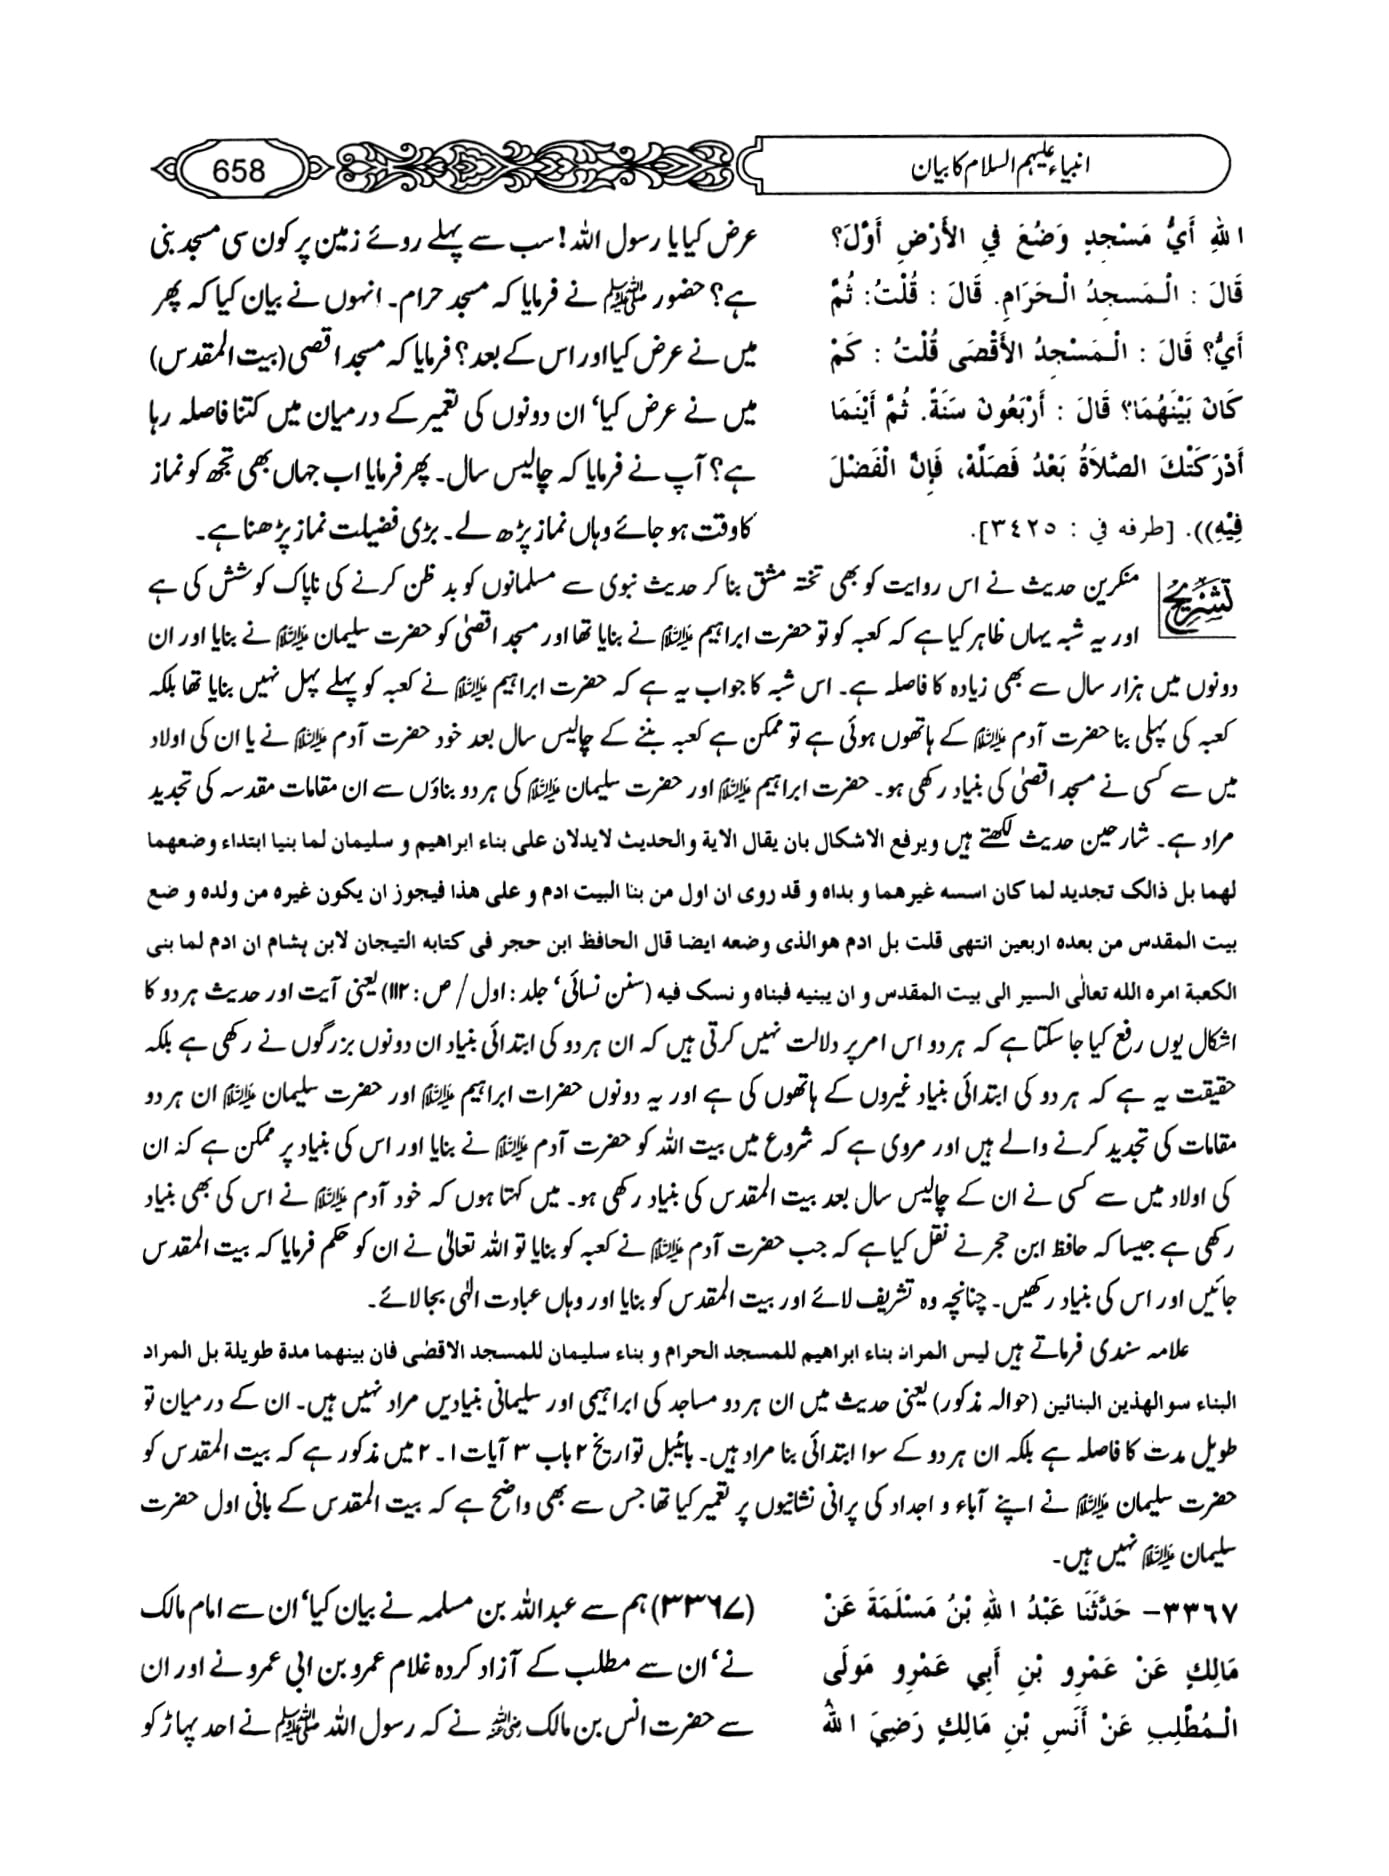 انبیاء علیہم السلام کا بیان
658
اللهِ أَيُّ مَسْجِدٍ وَضُعَ فِي الأَرْضِ أَوَّلَ؟
قَالَ : الْـمَسجِدُ الْـحَرَامِ. قَالَ : قُلْتُ: ثُمَّ
أَيُّ؟ قَالَ : الْـمَسْجِدُ الأَقْصَى قُلْتُ : كَمْ
كَانَ بَيْنَهُمَا؟ قَالَ : أَرْبَعُونَ سَنَةً. ثُمَّ أَيْنَمَا
أَدْرَكَتْكَ الصَّلاَةُ بَعْدُ فَصَلَّهْ، فَإِنَّ الْفَضْلَ
فِيْهِ)). [طرفه في : ٣٤٢٥].
عرض کیا یا رسول اللہ! سب سے پہلے روئے زمین پر کون سی مسجد بنی
ہے؟ حضور ﷺ نے فرمایا کہ مسجد حرام۔ انہوں نے بیان کیا کہ پھر
میں نے عرض کیا اور اس کے بعد؟ فرمایا کہ مسجد اقصی (بیت المقدس)
میں نے عرض کیا‘ ان دونوں کی تعمیر کے درمیان میں کتنا فاصلہ رہا
ہے؟ آپ نے فرمایا کہ چالیس سال۔ پھر فرمایا اب جہاں بھی تجھ کو نماز
کا وقت ہو جائے وہاں نماز پڑھ لے۔ بڑی فضیلت نماز پڑھنا ہے۔
تشریح منکرین حدیث نے اس روایت کو بھی تختہ مشق بنا کر حدیث نبوی سے مسلمانوں کو بد ظن کرنے کی ناپاک کوشش کی ہے
اور یہ شبہ یہاں ظاہر کیا ہے کہ کعبہ کو تو حضرت ابراہیم علیہ السلام نے بنایا تھا اور مسجد اقصیٰ کو حضرت سلیمان علیہ السلام نے بنایا اور ان
دونوں میں ہزار سال سے بھی زیادہ کا فاصلہ ہے۔ اس شبہ کا جواب یہ ہے کہ حضرت ابراہیم علیہ السلام نے کعبہ کو پہلے پہل نہیں بنایا تھا بلکہ
کعبہ کی پہلی بنا حضرت آدم علیہ السلام کے ہاتھوں ہوئی ہے تو ممکن ہے کعبہ بننے کے چالیس سال بعد خود حضرت آدم علیہ السلام نے یا ان کی اولاد
میں سے کسی نے مسجد اقصیٰ کی بنیاد رکھی ہو۔ حضرت ابراہیم علیہ السلام اور حضرت سلیمان علیہ السلام کی ہر دو بناؤں سے ان مقامات مقدسہ کی تجدید
مراد ہے۔ شارحین حدیث لکھتے ہیں ویرفع الاشکال بان یقال الایة والحدیث لایدلان علی بناء ابراهیم و سلیمان لما بنیا ابتداء وضعهما
لهما بل ذالک تجدید لما کان اسسه غیرهما و بداه و قد روی ان اول من بنا البیت ادم و علی هذا فیجوز ان یکون غیره من ولده و ضع
بیت المقدس من بعده اربعین انتهی قلت بل ادم هوالذی وضعه ایضا قال الحافظ ابن حجر فی کتابه التیجان لابن هشام ان ادم لما بنی
الکعبة امره الله تعالٰی السیر الی بیت المقدس و ان یبنیه فبناه و نسک فیه (سنن نسائی‘ جلد : اول / ص : ۱۱۲) یعنی آیت اور حدیث ہر دو کا
اشکال یوں رفع کیا جا سکتا ہے کہ ہر دو اس امر پر دلالت نہیں کرتی ہیں کہ ان ہر دو کی ابتدائی بنیاد ان دونوں بزرگوں نے رکھی ہے بلکہ
حقیقت یہ ہے کہ ہر دو کی ابتدائی بنیاد غیروں کے ہاتھوں کی ہے اور یہ دونوں حضرات ابراہیم علیہ السلام اور حضرت سلیمان علیہ السلام ان ہر دو
مقامات کی تجدید کرنے والے ہیں اور مروی ہے کہ شروع میں بیت اللہ کو حضرت آدم علیہ السلام نے بنایا اور اس کی بنیاد پر ممکن ہے کہ ان
کی اولاد میں سے کسی نے ان کے چالیس سال بعد بیت المقدس کی بنیاد رکھی ہو۔ میں کہتا ہوں کہ خود آدم علیہ السلام نے اس کی بھی بنیاد
رکھی ہے جیسا کہ حافظ ابن حجر نے نقل کیا ہے کہ جب حضرت آدم علیہ السلام نے کعبہ کو بنایا تو اللہ تعالیٰ نے ان کو حکم فرمایا کہ بیت المقدس
جائیں اور اس کی بنیاد رکھیں۔ چنانچہ وہ تشریف لائے اور بیت المقدس کو بنایا اور وہاں عبادت الٰہی بجا لائے۔
علامہ سندی فرماتے ہیں لیس المراد بناء ابراهیم للمسجد الحرام و بناء سلیمان للمسجد الاقضی فان بینهما مدة طویلة بل المراد
البناء سوالهذین البنائین (حوالہ مذکور) یعنی حدیث میں ان ہر دو مساجد کی ابراہیمی اور سلیمانی بنیادیں مراد نہیں ہیں۔ ان کے درمیان تو
طویل مدت کا فاصلہ ہے بلکہ ان ہر دو کے سوا ابتدائی بنا مراد ہیں۔ بائیبل تواریخ ۲ باب ۳ آیات ۱۔ ۲ میں مذکور ہے کہ بیت المقدس کو
حضرت سلیمان علیہ السلام نے اپنے آباء و اجداد کی پرانی نشانیوں پر تعمیر کیا تھا جس سے بھی واضح ہے کہ بیت المقدس کے بانی اول حضرت
سلیمان علیہ السلام نہیں ہیں۔
٣٣٦٧- حَدَّثَنَا عَبْدُ اللهِ بْنُ مَسْلَمَةَ عَنْ
مَالِكٍ عَنْ عَمْرِو بْنِ أَبِي عَمْرٍو مَولَى
الْـمُطَّلِبِ عَنْ أَنَسِ بْنِ مَالِكٍ رَضِيَ اللهُ
(۳۳۶۷) ہم سے عبداللہ بن مسلمہ نے بیان کیا‘ ان سے امام مالک
نے‘ ان سے مطلب کے آزاد کردہ غلام عمرو بن ابی عمرو نے اور ان
سے حضرت انس بن مالک رضی اللہ عنہ نے کہ رسول اللہ ﷺ نے احد پہاڑ کو